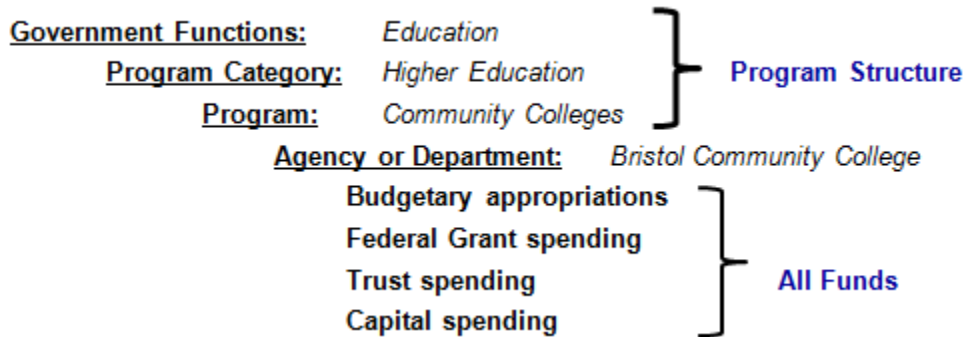 Government Functions: Education
Program Category: Higher Education
Program: Community Colleges
Program Structure
Agency or Department: Bristol Community College
Budgetary appropriations
Federal Grant spending
Trust spending
Capital spending
All Funds